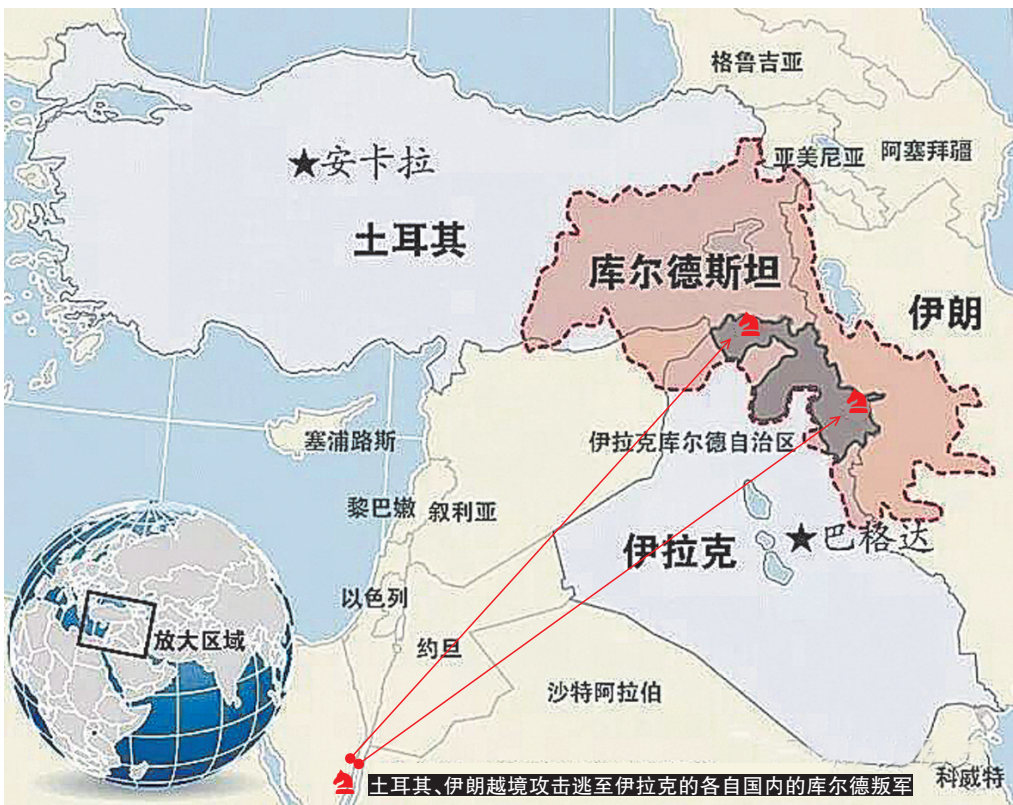 格鲁吉亚
亚美尼亚
阿塞拜疆
★安卡拉
土耳其
库尔德斯坦
伊朗
塞浦路斯
伊拉克库尔德自治区
黎巴嫩
叙利亚
伊拉克
★巴格达
以色列
约旦
放大区域
沙特阿拉伯
科威特
土耳其、伊朗越境攻击逃至伊拉克的各自国内的库尔德叛军